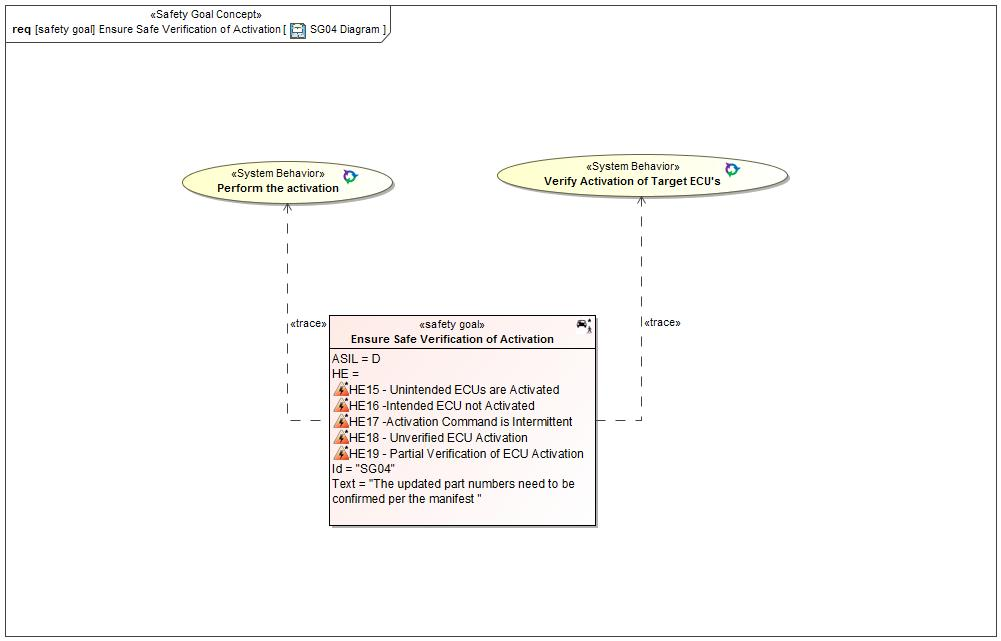 «Safety Goal Concept»
req [safety goal] Ensure Safe Verification of Activation [ SG04 Diagram ]
«System Behavior»
Perform the activation
«System Behavior»
Verify Activation of Target ECU's
«trace»
«trace»
«safety goal»
Ensure Safe Verification of Activation
ASIL = D
HE =
HE15 - Unintended ECUs are Activated
HE16 -Intended ECU not Activated
HE17 -Activation Command is Intermittent
HE18 - Unverified ECU Activation
HE19 - Partial Verification of ECU Activation
Id = "SG04"
Text = "The updated part numbers need to be
confirmed per the manifest "